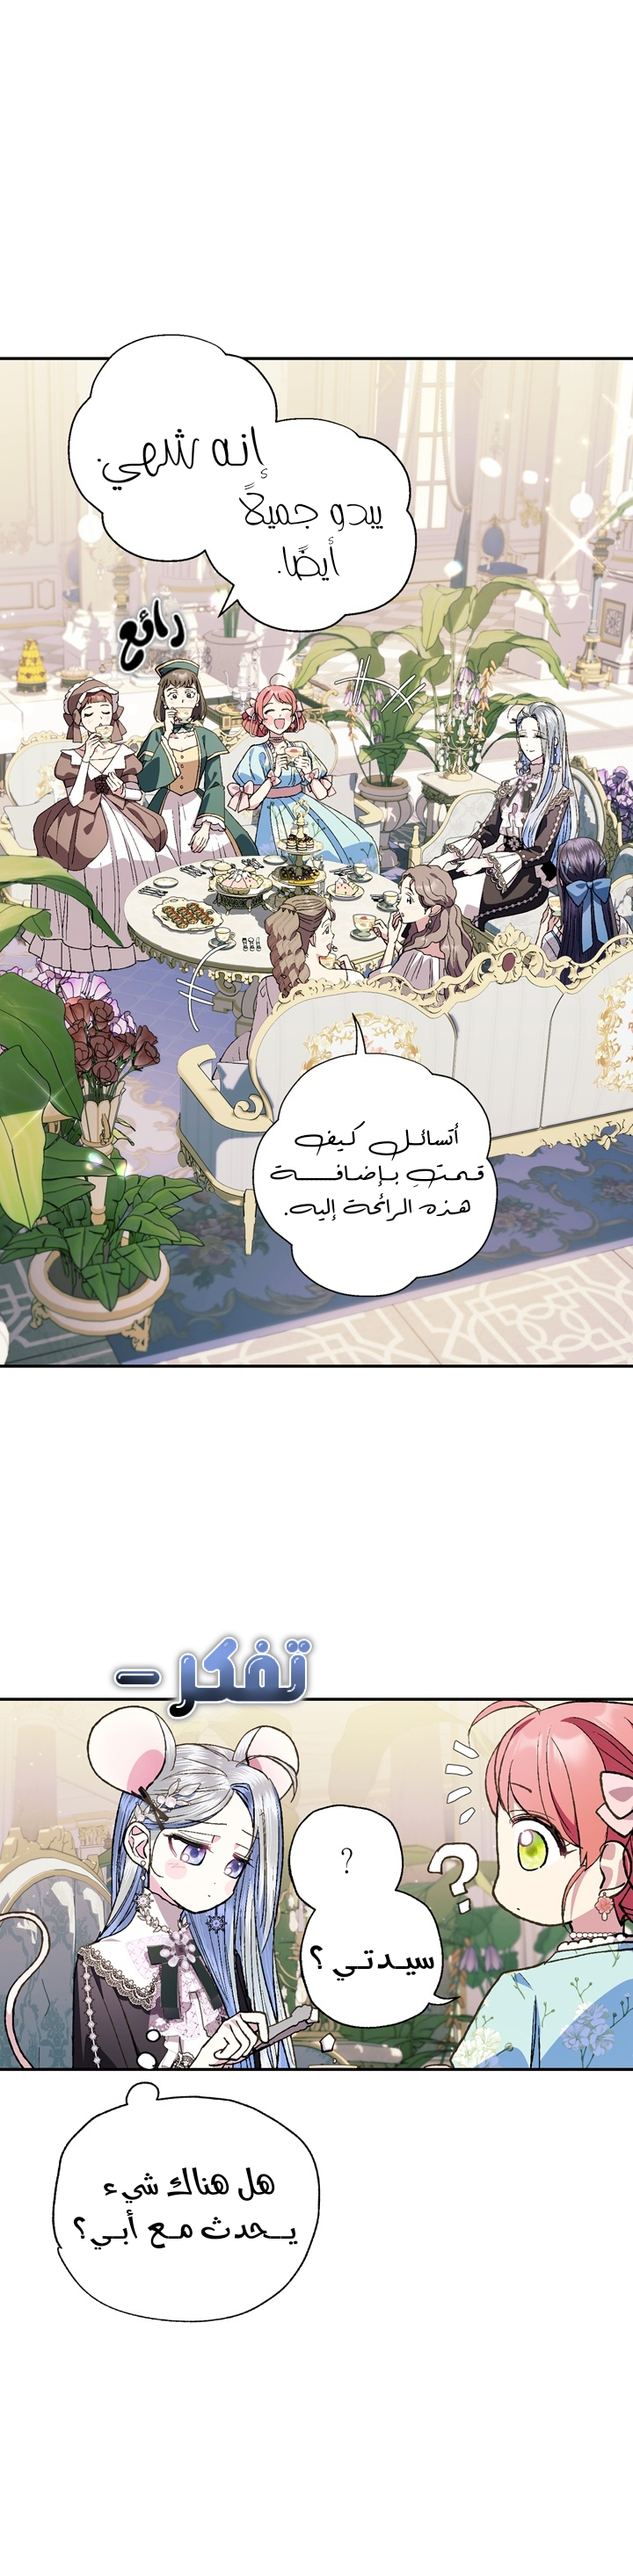 إنه شهي.
يبدو جميلاً
أيضًا.
رائع
أتسائل كيف
قمتِ بإضافة
هذه الرائحة إليه.
تفكر -
?
سيدتي ؟
هل هناك شيء
يحدث مع أبي؟